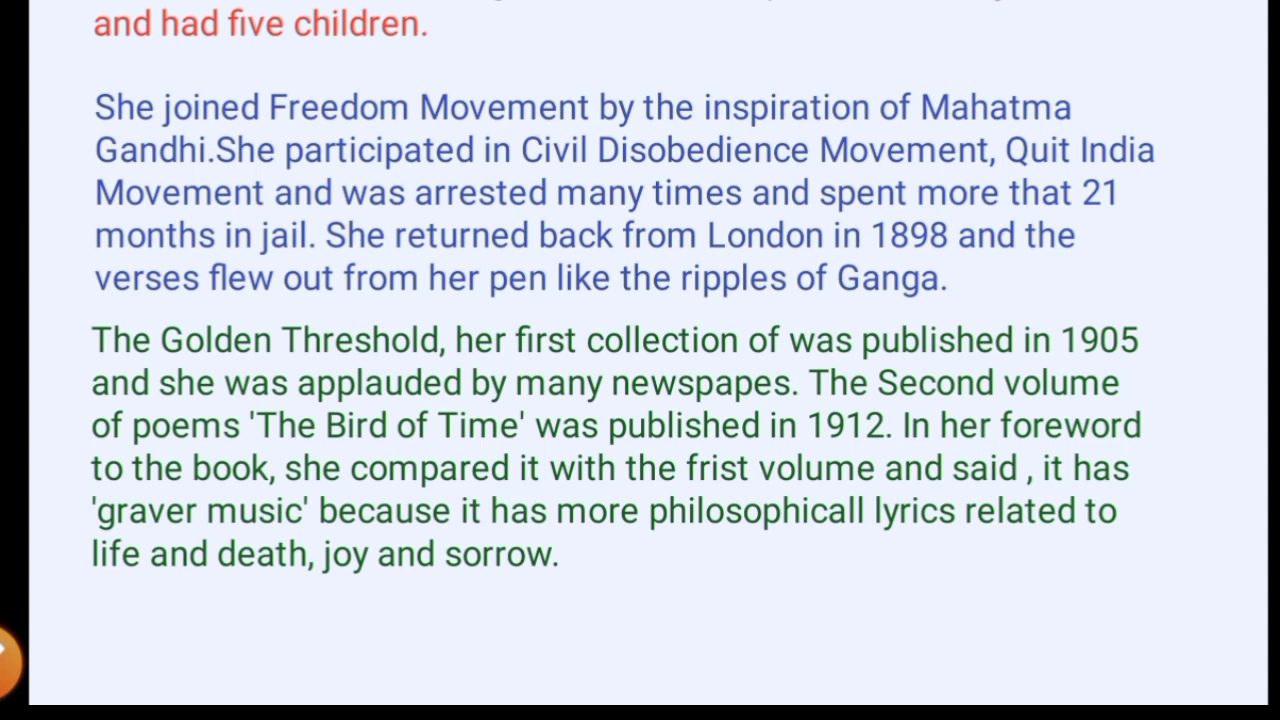 and had five children.
She joined Freedom Movement by the inspiration of Mahatma
Gandhi.She participated in Civil Disobedience Movement, Quit India
Movement and was arrested many times and spent more that 21
months in jail. She returned back from London in 1898 and the
verses flew out from her pen like the ripples of Ganga.
The Golden Threshold, her first collection of was published in 1905
and she was applauded by many newspapes. The Second volume
of poems 'The Bird of Time' was published in 1912. In her foreword
to the book, she compared it with the frist volume and said , it has
'graver music' because it has more philosophicall lyrics related to
life and death, joy and sorrow.